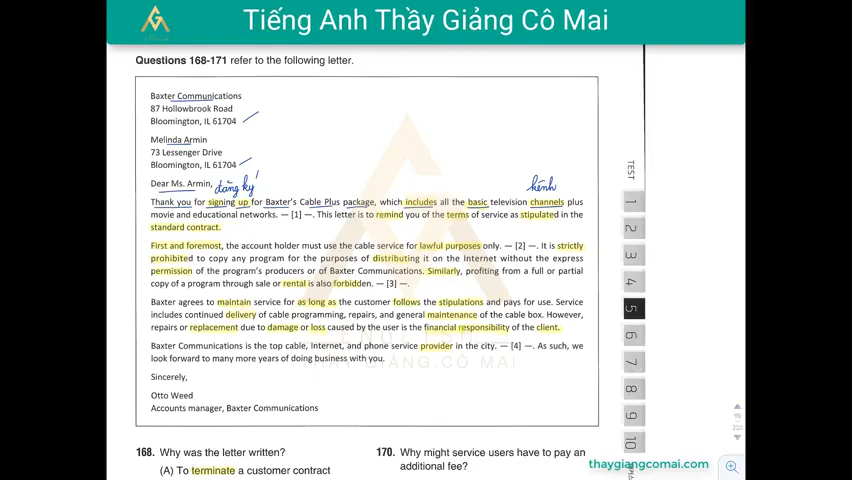 Tiếng Anh Thầy Giảng Cô Mai
Questions 168-171 refer to the following letter.
Baxter Communications
87 Hollowbrook Road
Bloomington, IL 61704
Melinda Armin
73 Lessenger Drive
Bloomington, IL 61704
Dear Ms. Armin,
đăng ký
kênh
Thank you for signing up for Baxter's Cable Plus package, which includes all the basic television channels plus
movie and educational networks. — [1] —. This letter is to remind you of the terms of service as stipulated in the
standard contract.
First and foremost, the account holder must use the cable service for lawful purposes only. — [2] —. It is strictly
prohibited to copy any program for the purposes of distributing it on the Internet without the express
permission of the program's producers or of Baxter Communications. Similarly, profiting from a full or partial
copy of a program through sale or rental is also forbidden. — [3] —.
Baxter agrees to maintain service for as long as the customer follows the stipulations and pays for use. Service
includes continued delivery of cable programming, repairs, and general maintenance of the cable box. However,
repairs or replacement due to damage or loss caused by the user is the financial responsibility of the client.
Baxter Communications is the top cable, Internet, and phone service provider in the city. — [4] —. As such, we
look forward to many more years of doing business with you.
Sincerely,
Otto Weed
Accounts manager, Baxter Communications
168. Why was the letter written?
(A) To terminate a customer contract
170. Why might service users have to pay an
additional fee?
TEST
1
2
3
4
5
6
7
8
9
10
ENGLISH
THẦY GIẢNG.CÔ MAI
thaygiangcomai.com